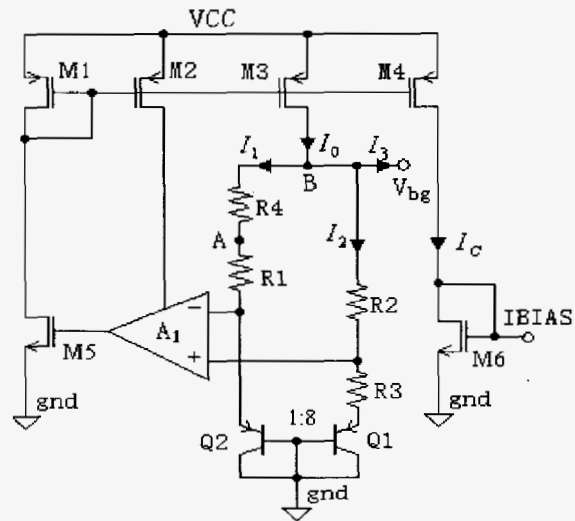 VCC
M1
M2
M3
M4
I1
I0
I3
B
Vbg
R4
A
I2
IC
R1
R2
A1
−
+
M5
IBIAS
M6
R3
gnd
gnd
1:8
Q2
Q1
gnd